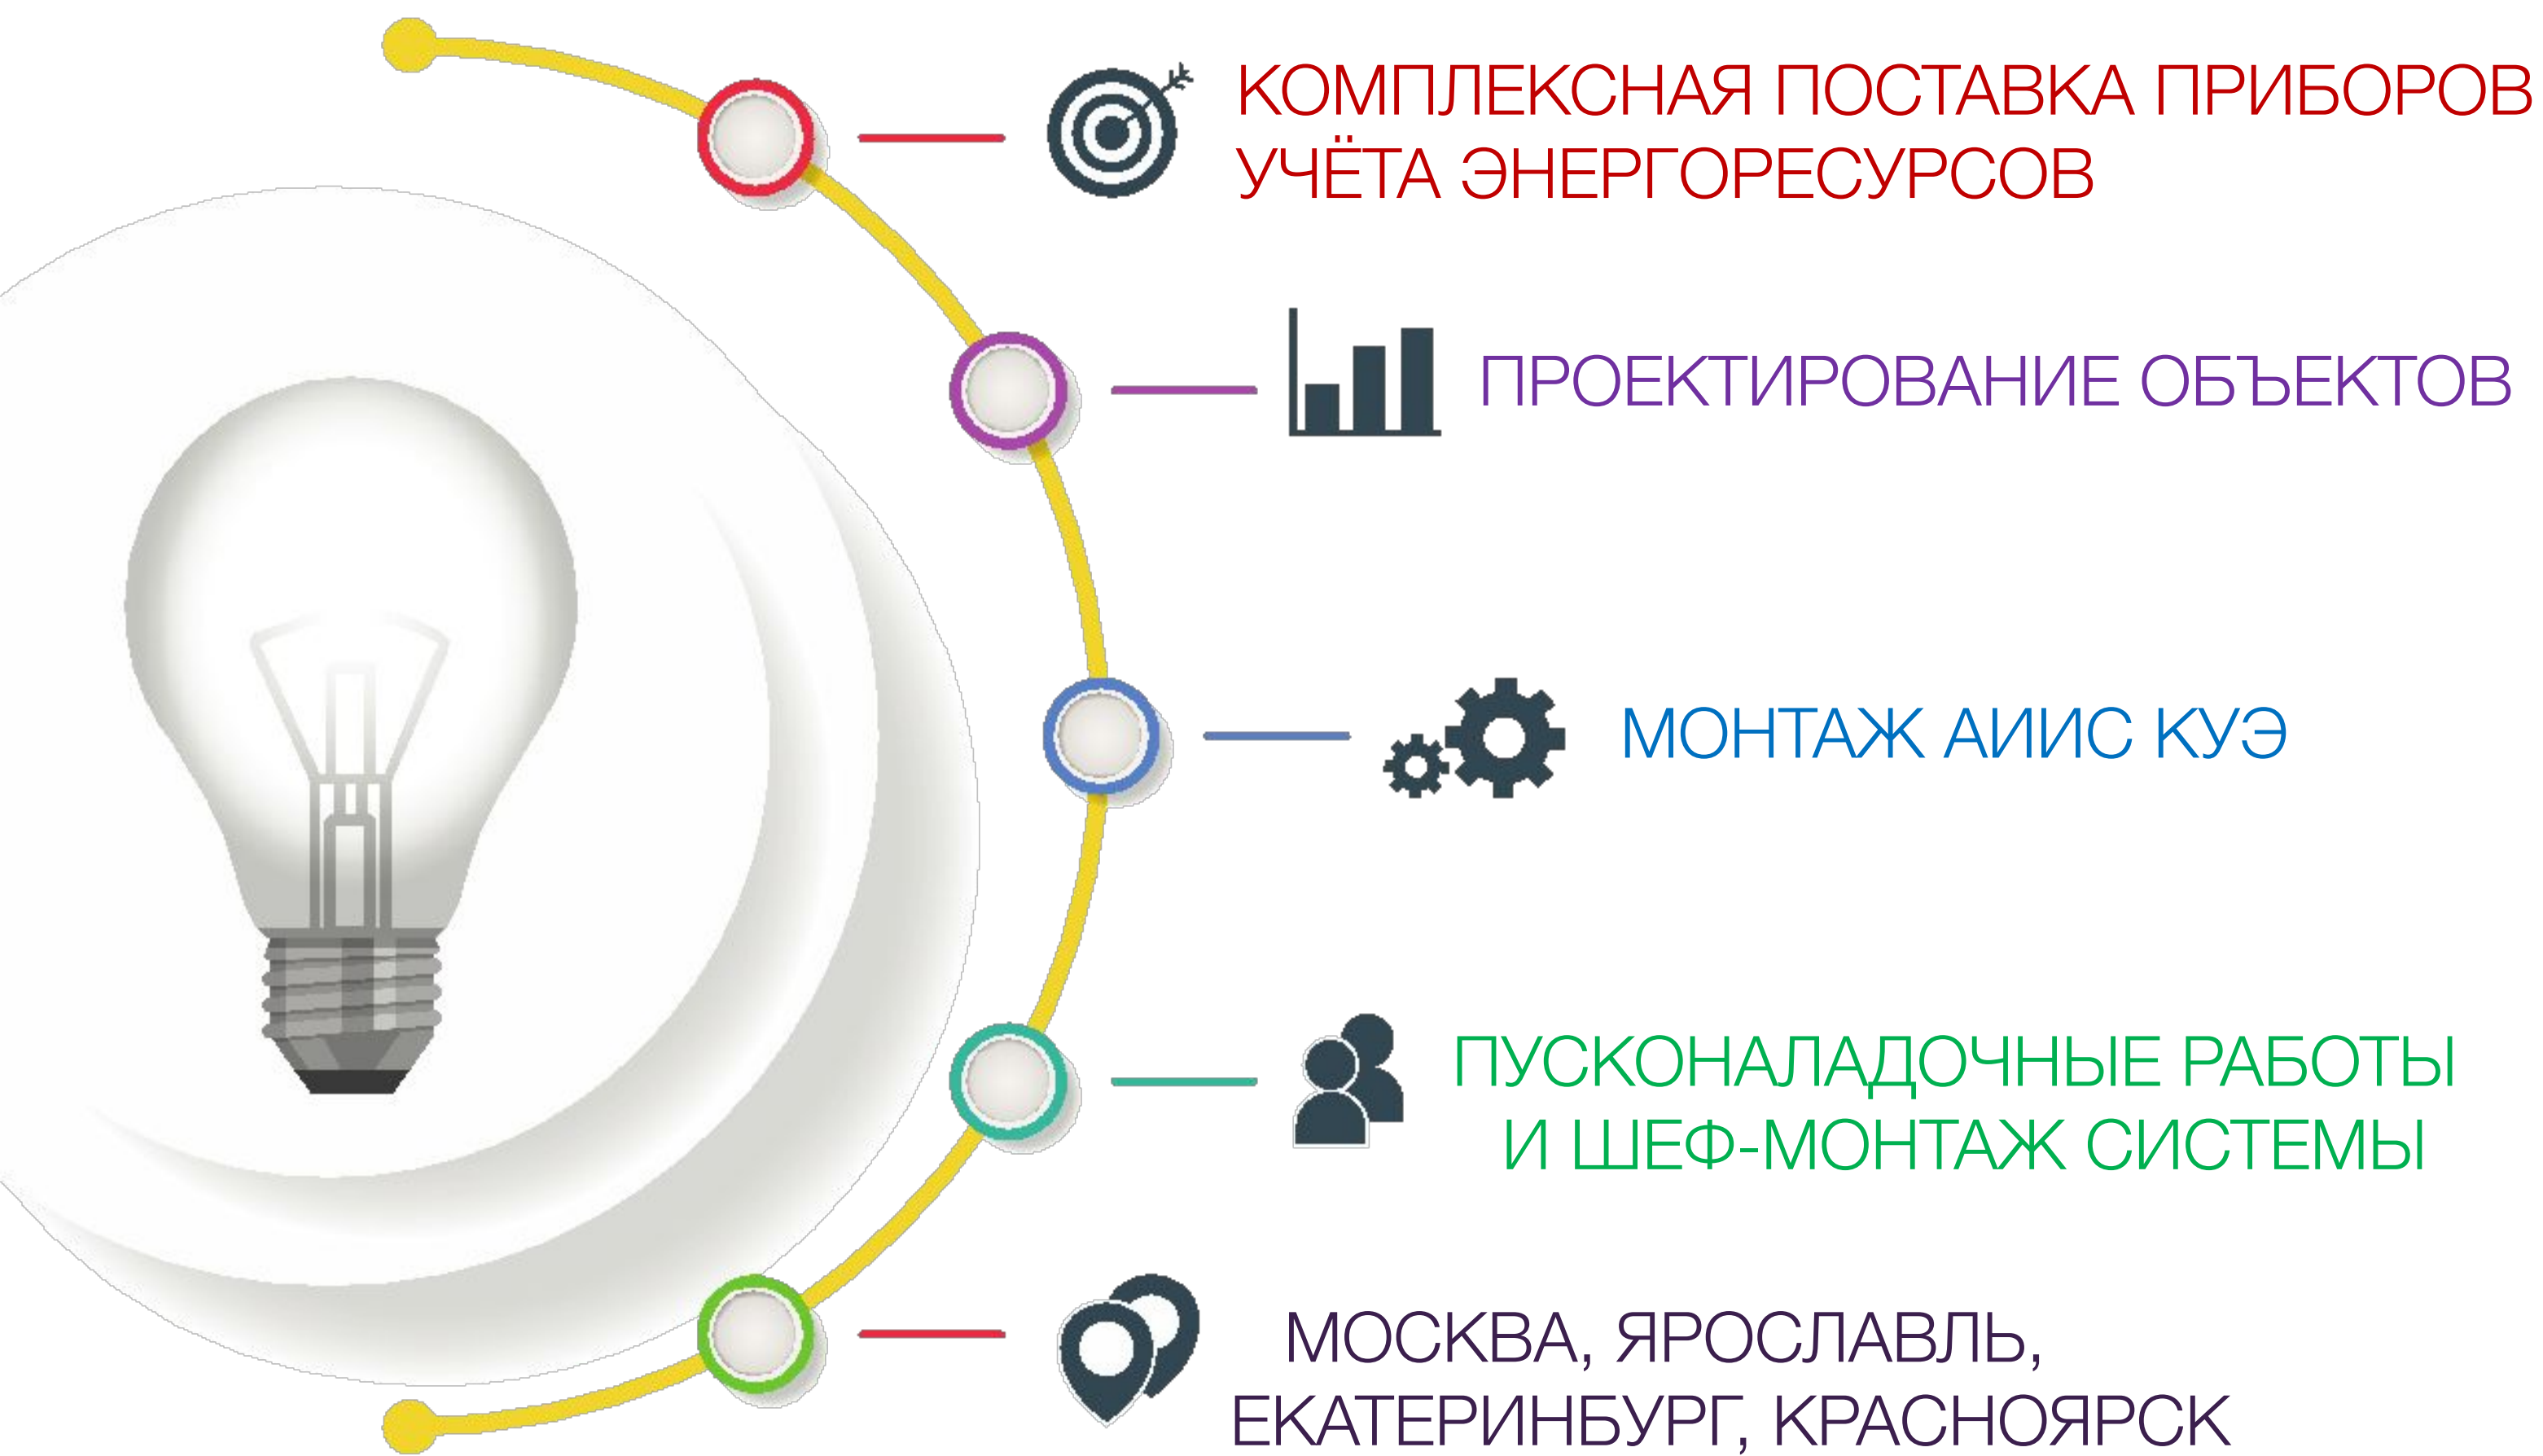 КОМПЛЕКСНАЯ ПОСТАВКА ПРИБОРОВ
УЧЁТА ЭНЕРГОРЕСУРСОВ
ПРОЕКТИРОВАНИЕ ОБЪЕКТОВ
МОНТАЖ АИИС КУЭ
ПУСКОНАЛАДОЧНЫЕ РАБОТЫ
И ШЕФ-МОНТАЖ СИСТЕМЫ
МОСКВА, ЯРОСЛАВЛЬ,
ЕКАТЕРИНБУРГ, КРАСНОЯРСК